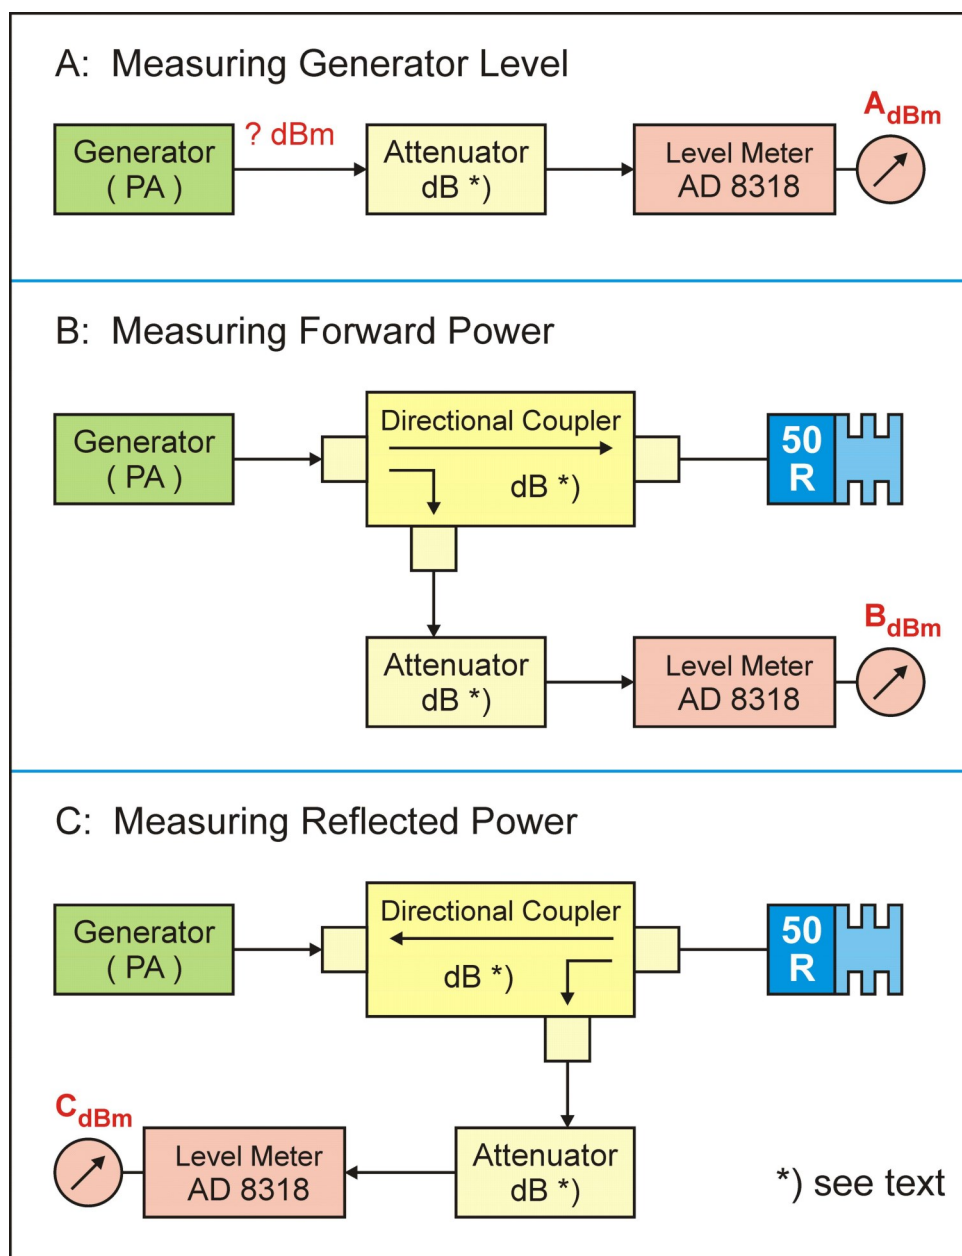 A:  Measuring Generator Level
Generator
( PA )
? dBm
Attenuator
dB *)
Level Meter
AD 8318
A dBm
B:  Measuring Forward Power
Generator
( PA )
Directional Coupler
dB *)
50
R
Attenuator
dB *)
Level Meter
AD 8318
B dBm
C:  Measuring Reflected Power
Generator
( PA )
Directional Coupler
dB *)
50
R
C dBm
Level Meter
AD 8318
Attenuator
dB *)
*) see text